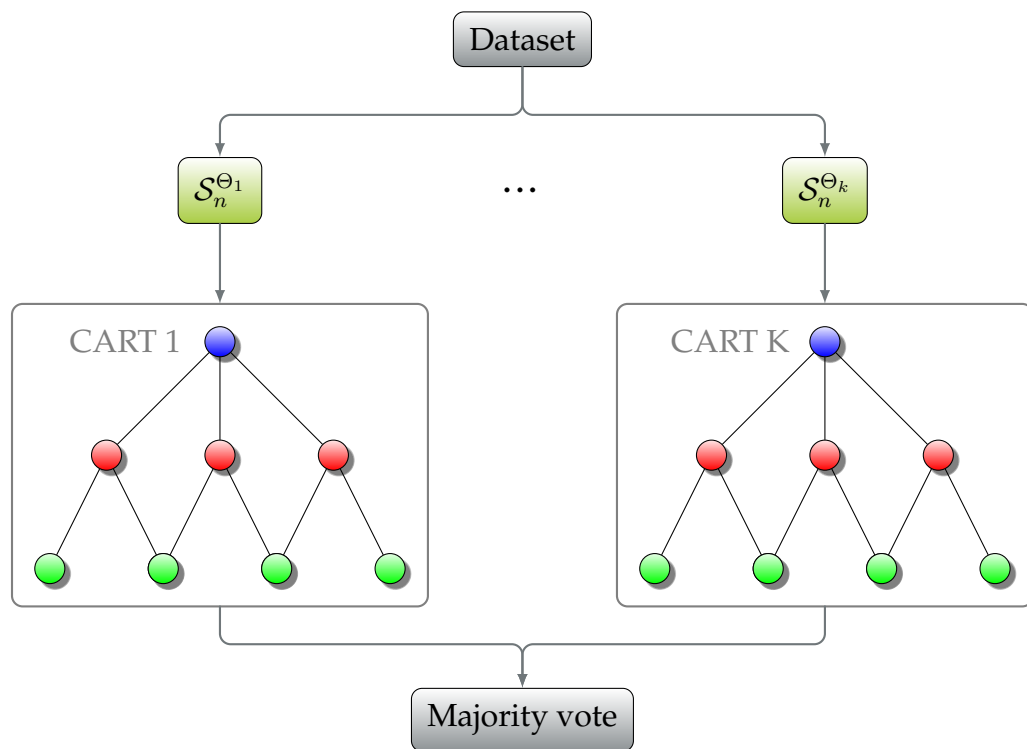 Dataset
$\mathcal{S}_n^{\Theta_1}$
...
$\mathcal{S}_n^{\Theta_k}$
CART 1
CART K
Majority vote